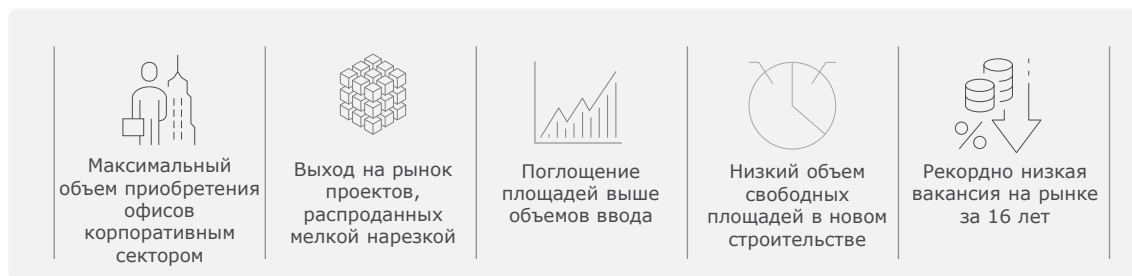 Максимальный
объем приобретения
офисов
корпоративным
сектором
Выход на рынок
проектов,
распроданных
мелкой нарезкой
Поглощение
площадей выше
объемов ввода
Низкий объем
свободных
площадей в новом
строительстве
Рекордно низкая
вакансия на рынке
за 16 лет